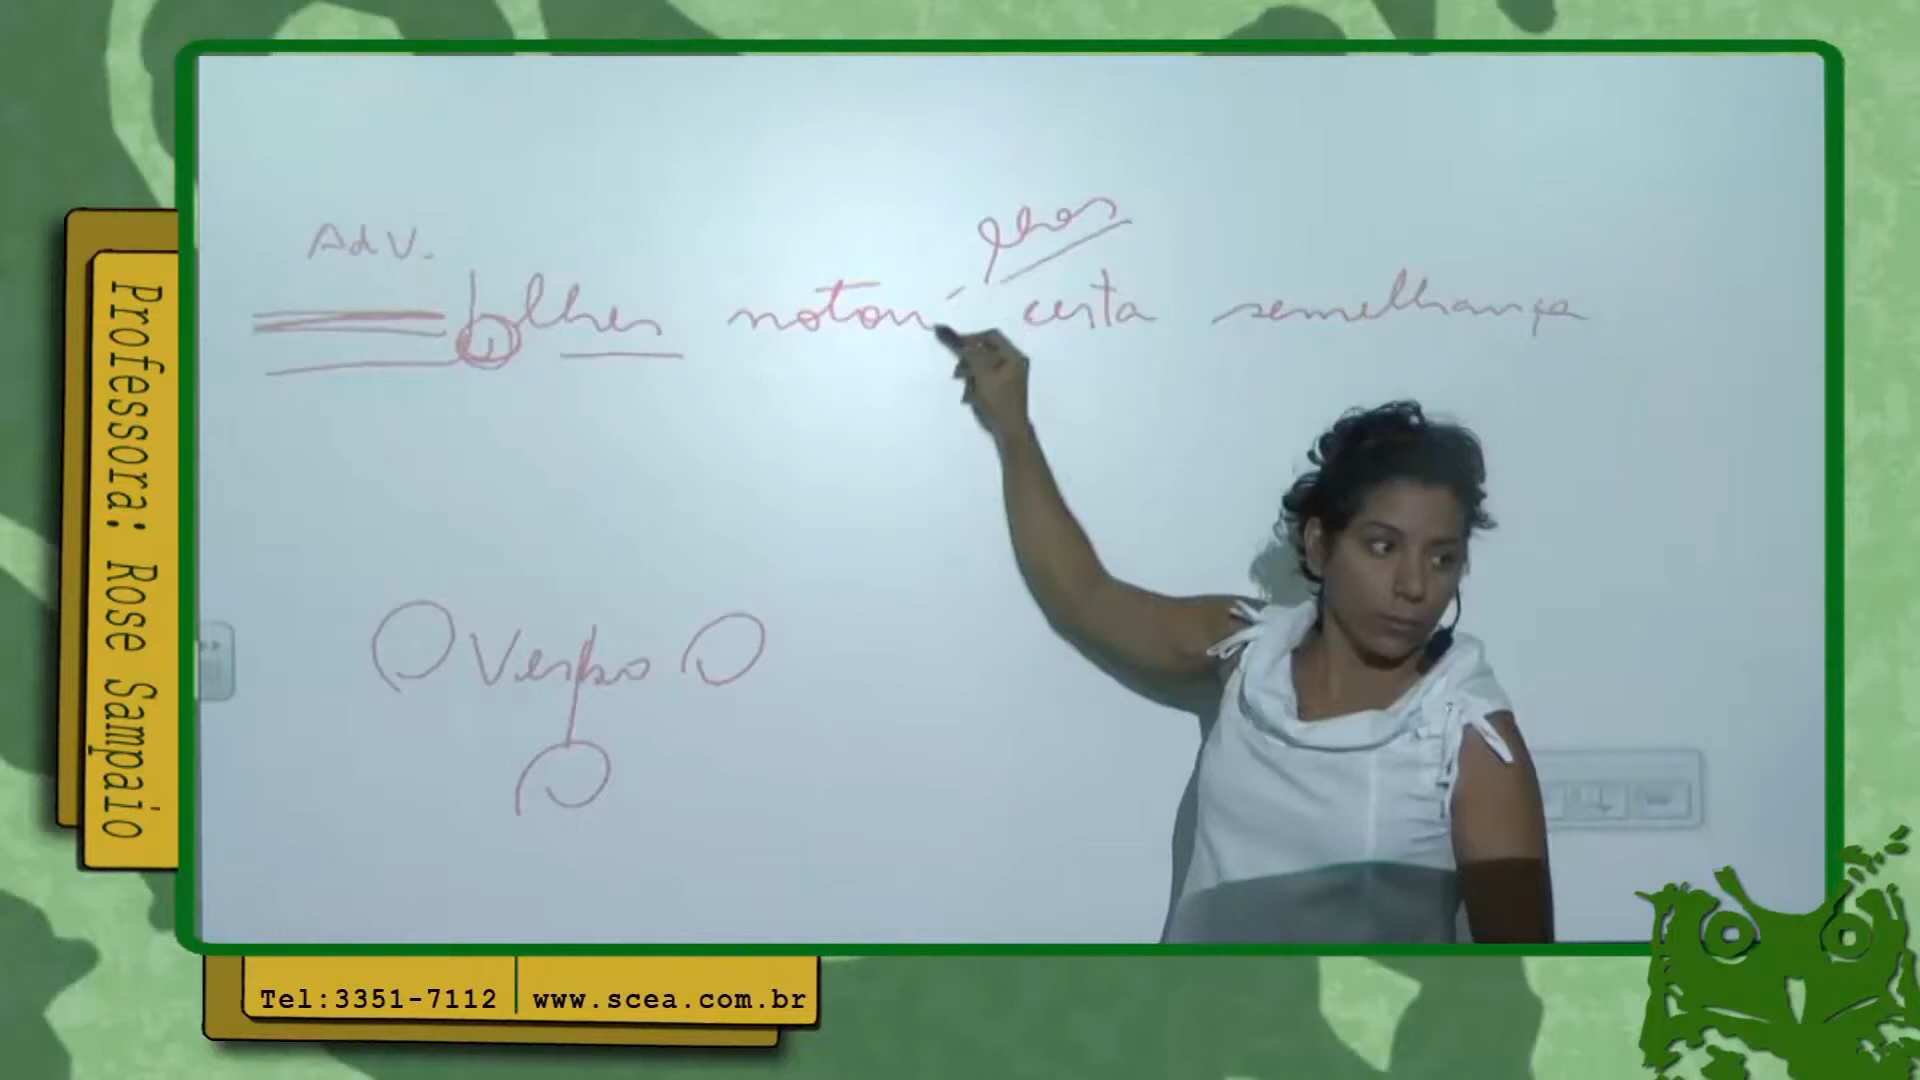 Professora: Rose Sampaio
Adv.
lhes
, lhes notou certa semelhança
Verbo
Tel:3351-7112
www.scea.com.br